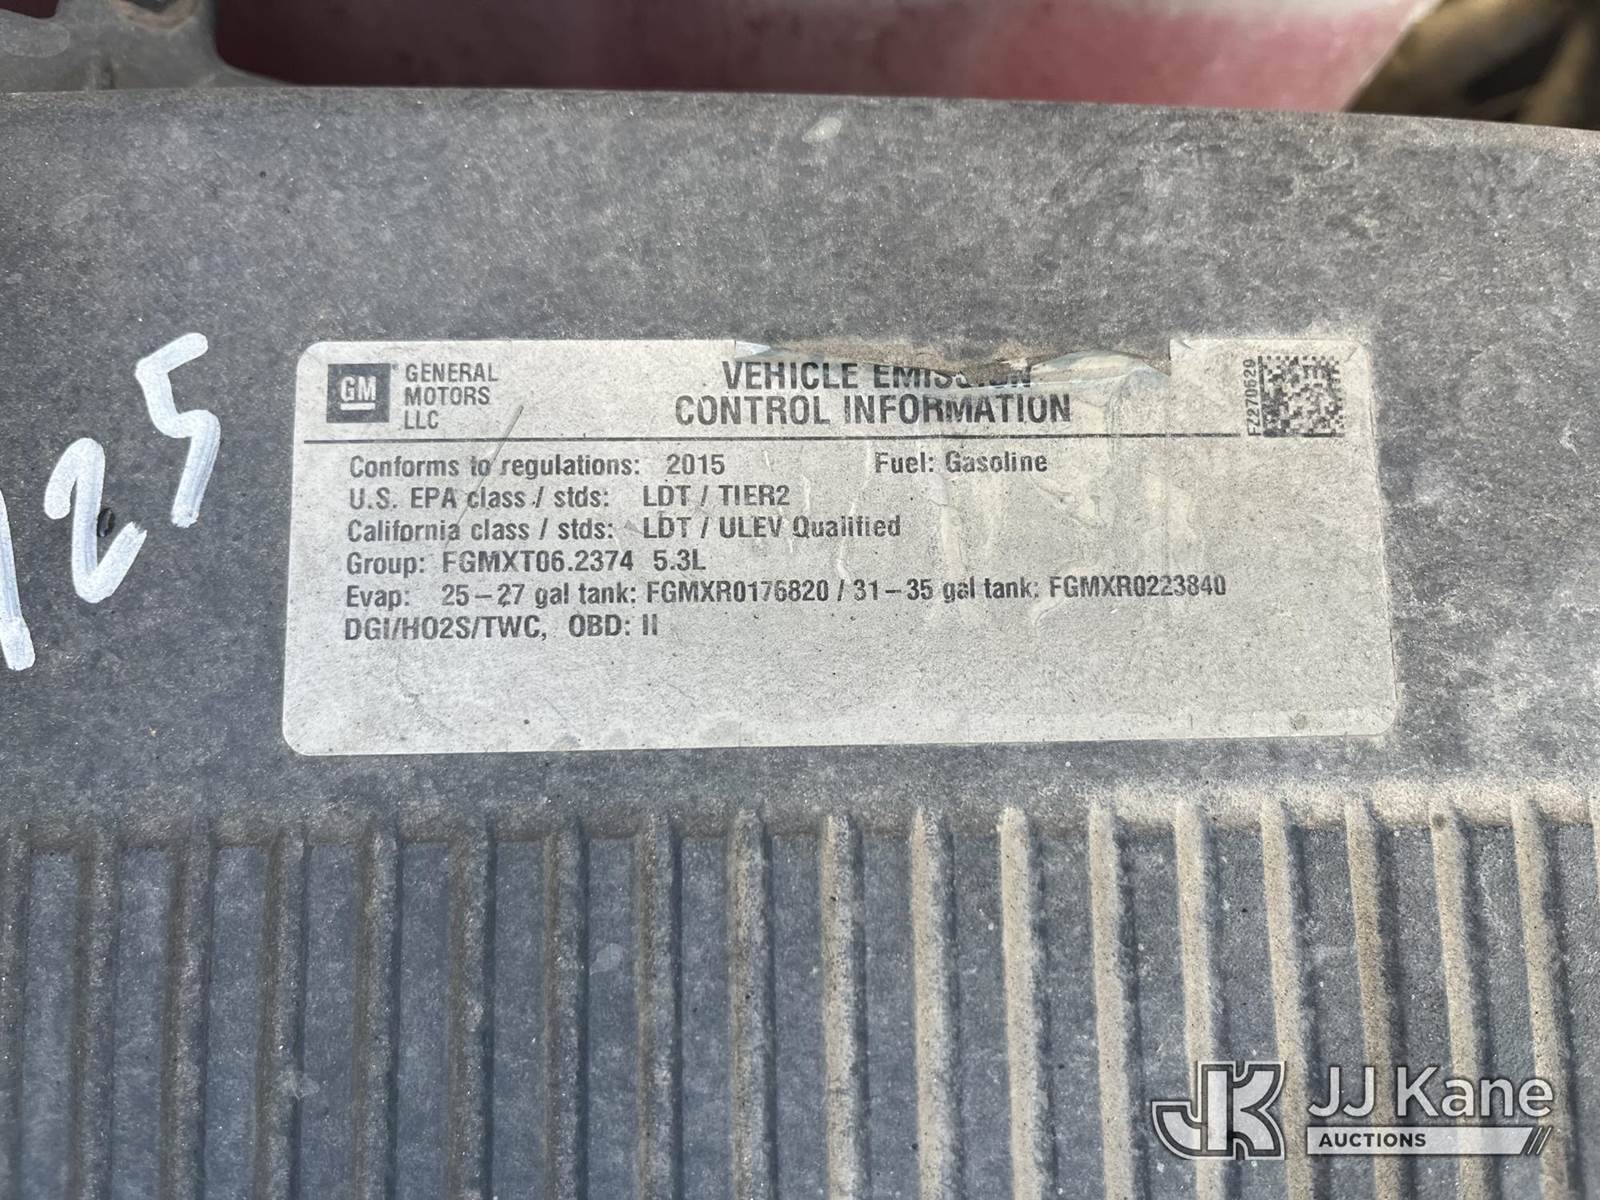 GM GENERAL MOTORS LLC
VEHICLE EMISSION
CONTROL INFORMATION
FZ270629
Conforms to regulations: 2015 Fuel: Gasoline
U.S. EPA class / stds: LDT / TIER2
California class / stds: LDT / ULEV Qualified
Group: FGMXT06.2374 5.3L
Evap: 25–27 gal tank: FGMXR0176820 / 31–35 gal tank: FGMXR0223840
DGI/HO2S/TWC, OBD: II
125
JK JJ Kane
AUCTIONS